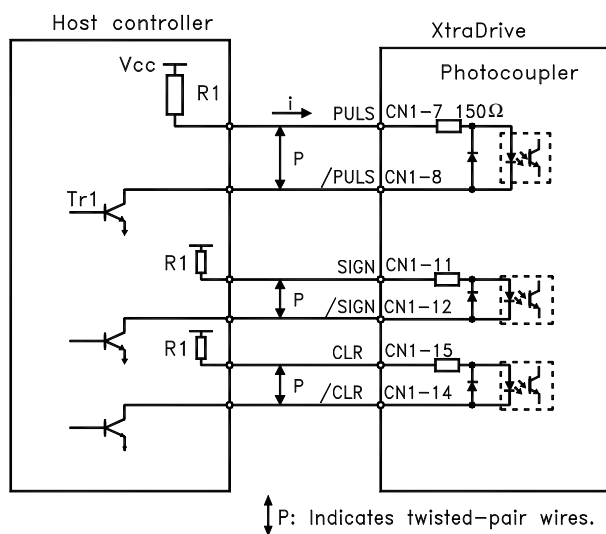 Host controller
XtraDrive
Vcc
Photocoupler
R1
i
PULS
CN1-7
150Ω
P
/PULS
CN1-8
Tr1
R1
SIGN
CN1-11
P
/SIGN
CN1-12
R1
CLR
CN1-15
P
/CLR
CN1-14
P: Indicates twisted-pair wires.